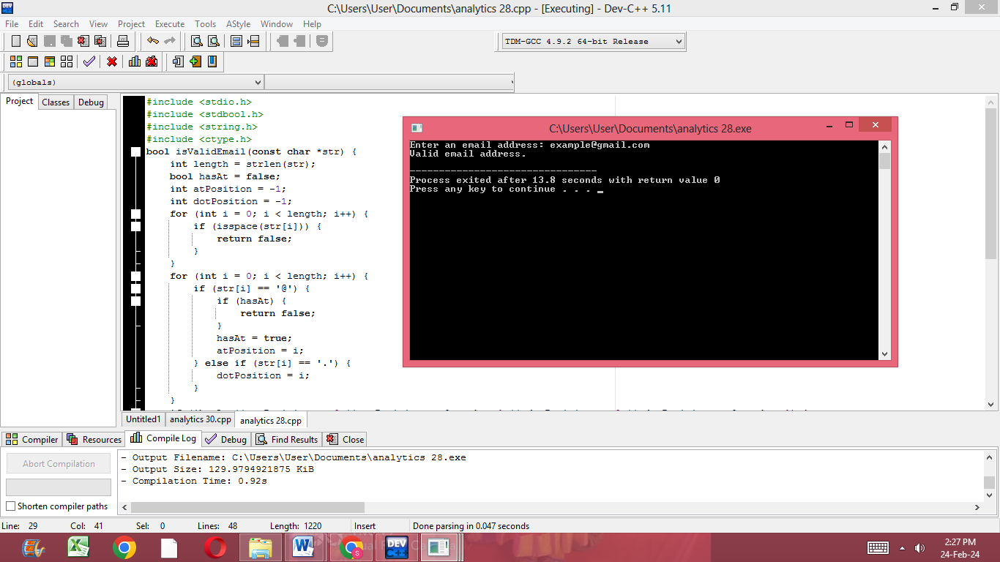 C:\Users\User\Documents\analytics 28.cpp - [Executing] - Dev-C++ 5.11
File Edit Search View Project Execute Tools AStyle Window Help
TDM-GCC 4.9.2 64-bit Release
(globals)
Project Classes Debug
#include <stdio.h>
#include <stdbool.h>
#include <string.h>
#include <ctype.h>
bool isValidEmail(const char *str) {
    int length = strlen(str);
    bool hasAt = false;
    int atPosition = -1;
    int dotPosition = -1;
    for (int i = 0; i < length; i++) {
        if (isspace(str[i])) {
            return false;
        }
    }
    for (int i = 0; i < length; i++) {
        if (str[i] == '@') {
            if (hasAt) {
                return false;
            }
            hasAt = true;
            atPosition = i;
        } else if (str[i] == '.') {
            dotPosition = i;
        }
    }
C:\Users\User\Documents\analytics 28.exe
Enter an email address: example@gmail.com
Valid email address.
--------------------------------
Process exited after 13.8 seconds with return value 0
Press any key to continue . . . _
Untitled1 analytics 30.cpp analytics 28.cpp
Compiler Resources Compile Log Debug Find Results Close
Abort Compilation
Shorten compiler paths
- Output Filename: C:\Users\User\Documents\analytics 28.exe
- Output Size: 129.9794921875 KiB
- Compilation Time: 0.92s
Line: 29 Col: 41 Sel: 0 Lines: 48 Length: 1220 Insert Done parsing in 0.047 seconds
DEV C++
S
2:27 PM
24-Feb-24